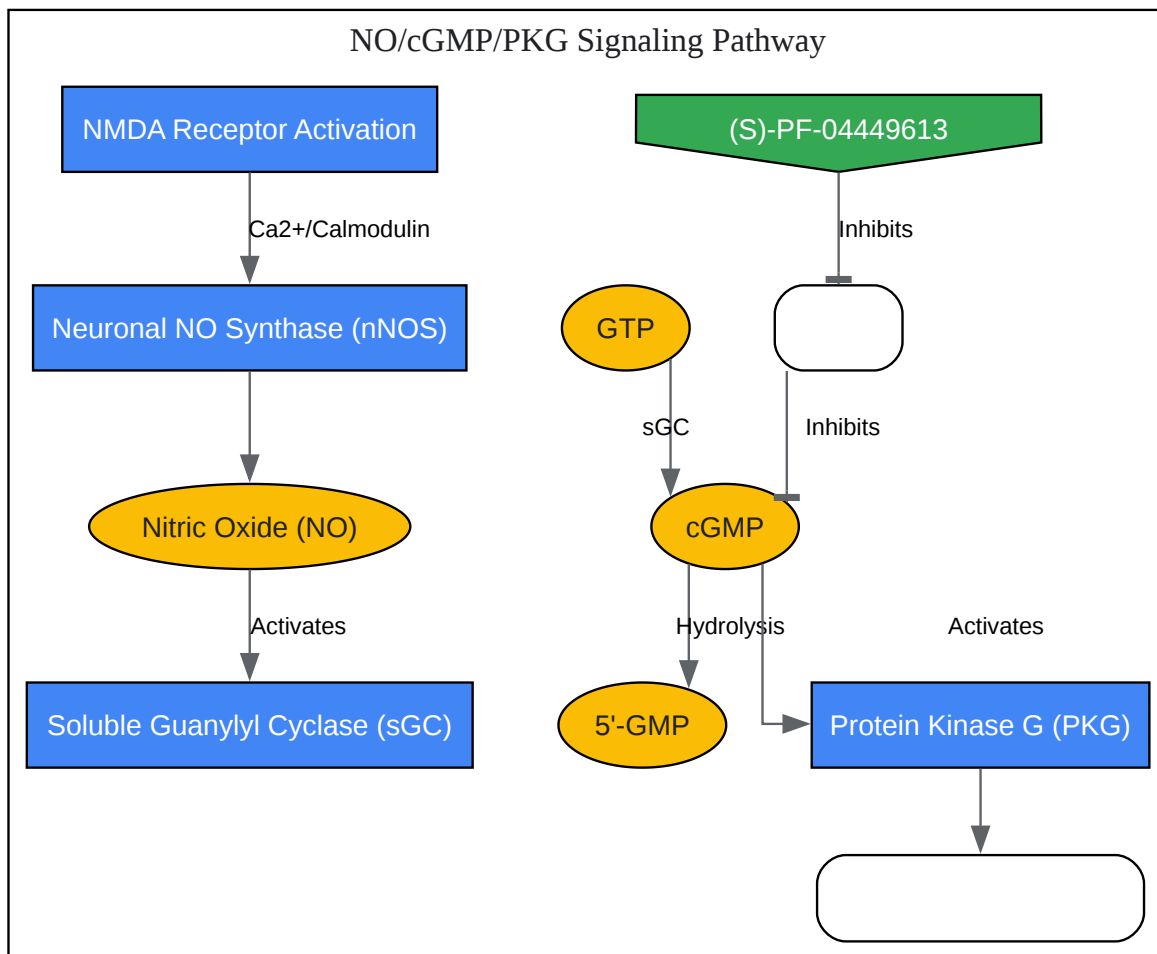 NO/cGMP/PKG Signaling Pathway
NMDA Receptor Activation
(S)-PF-04449613
Ca2+/Calmodulin
Inhibits
Neuronal NO Synthase (nNOS)
GTP
sGC
Inhibits
Nitric Oxide (NO)
cGMP
Activates
Hydrolysis
Activates
Soluble Guanylyl Cyclase (sGC)
5'-GMP
Protein Kinase G (PKG)